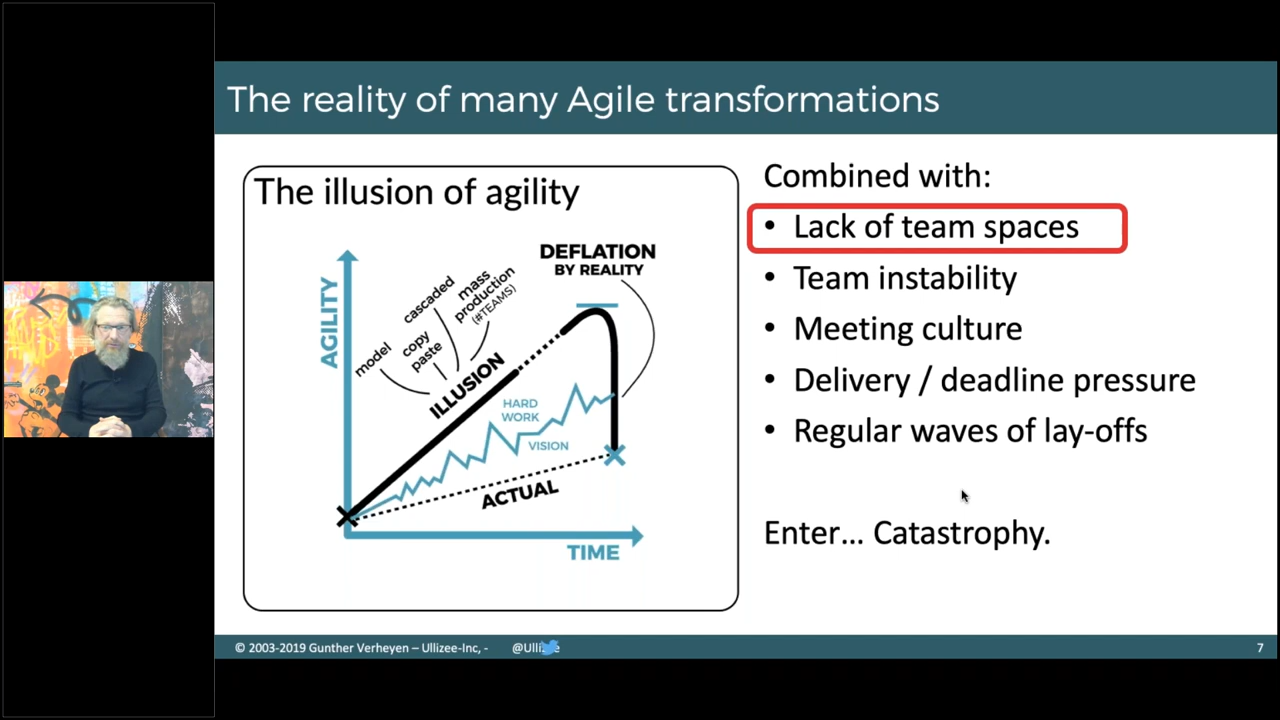 The reality of many Agile transformations
The illusion of agility
DEFLATION
BY REALITY
AGILITY
model
copy
paste
cascaded
mass
production
(#TEAMS)
ILLUSION
HARD
WORK
VISION
ACTUAL
TIME
Combined with:
• Lack of team spaces
• Team instability
• Meeting culture
• Delivery / deadline pressure
• Regular waves of lay-offs
Enter... Catastrophy.
© 2003-2019 Gunther Verheyen – Ullizee-Inc, -
@Ullizee
7